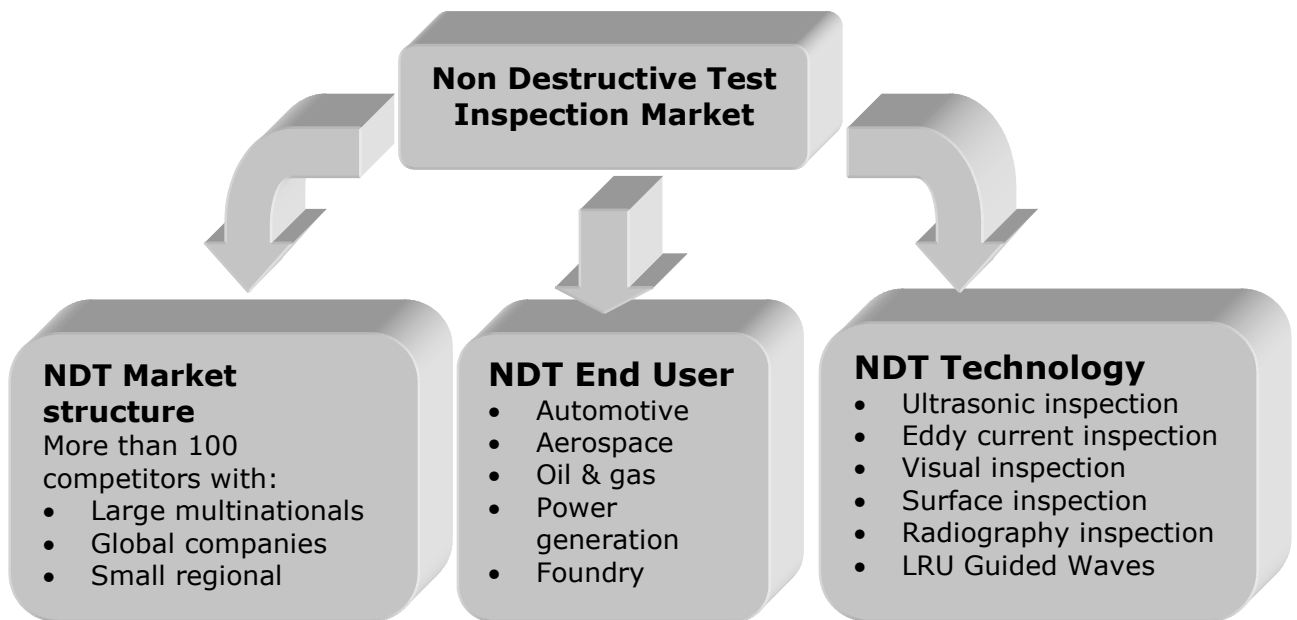 Non Destructive Test
Inspection Market
NDT Market
structure
More than 100
competitors with:
• Large multinationals
• Global companies
• Small regional
NDT End User
• Automotive
• Aerospace
• Oil & gas
• Power
generation
• Foundry
NDT Technology
• Ultrasonic inspection
• Eddy current inspection
• Visual inspection
• Surface inspection
• Radiography inspection
• LRU Guided Waves